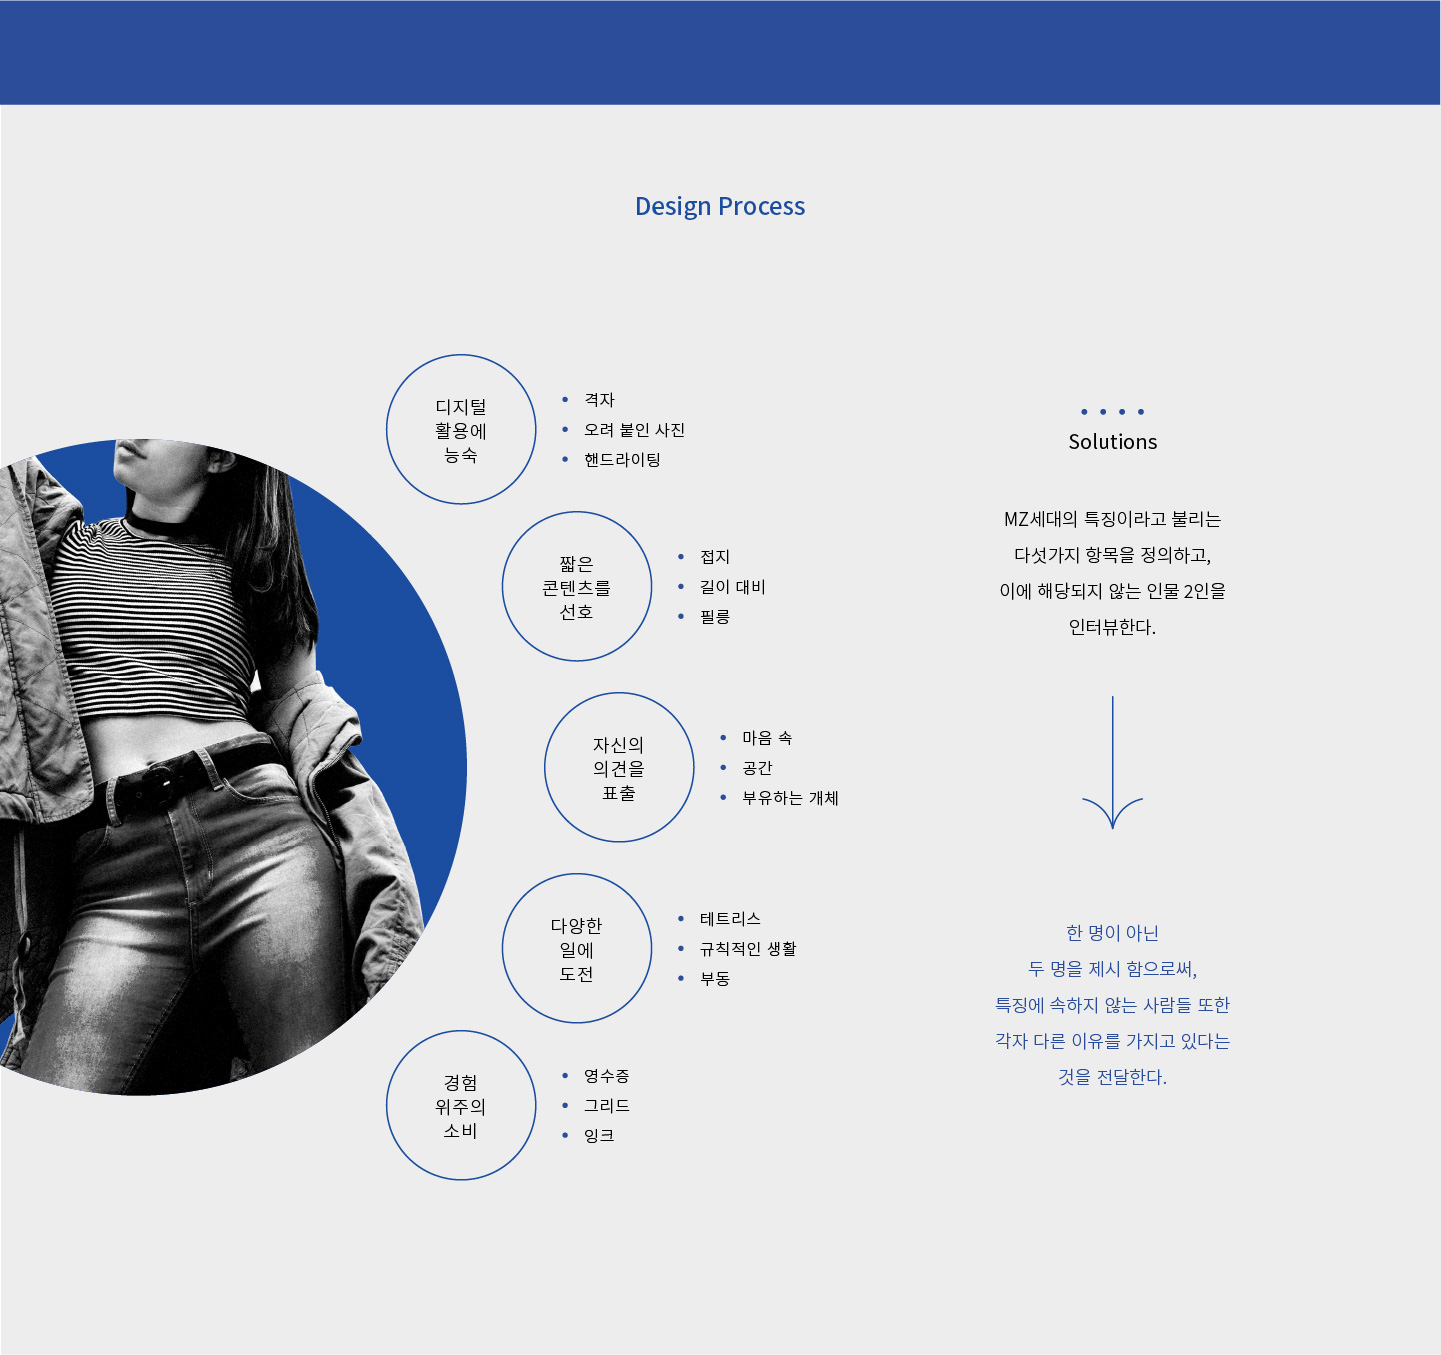 Design Process
디지털
활용에
능숙
격자
오려 붙인 사진
핸드라이팅
짧은
콘텐츠를
선호
접지
길이 대비
필름
자신의
의견을
표출
마음 속
공간
부유하는 개체
다양한
일에
도전
테트리스
규칙적인 생활
부동
경험
위주의
소비
영수증
그리드
잉크
Solutions
MZ세대의 특징이라고 불리는
다섯가지 항목을 정의하고,
이에 해당되지 않는 인물 2인을
인터뷰한다.
한 명이 아닌
두 명을 제시 함으로써,
특징에 속하지 않는 사람들 또한
각자 다른 이유를 가지고 있다는
것을 전달한다.